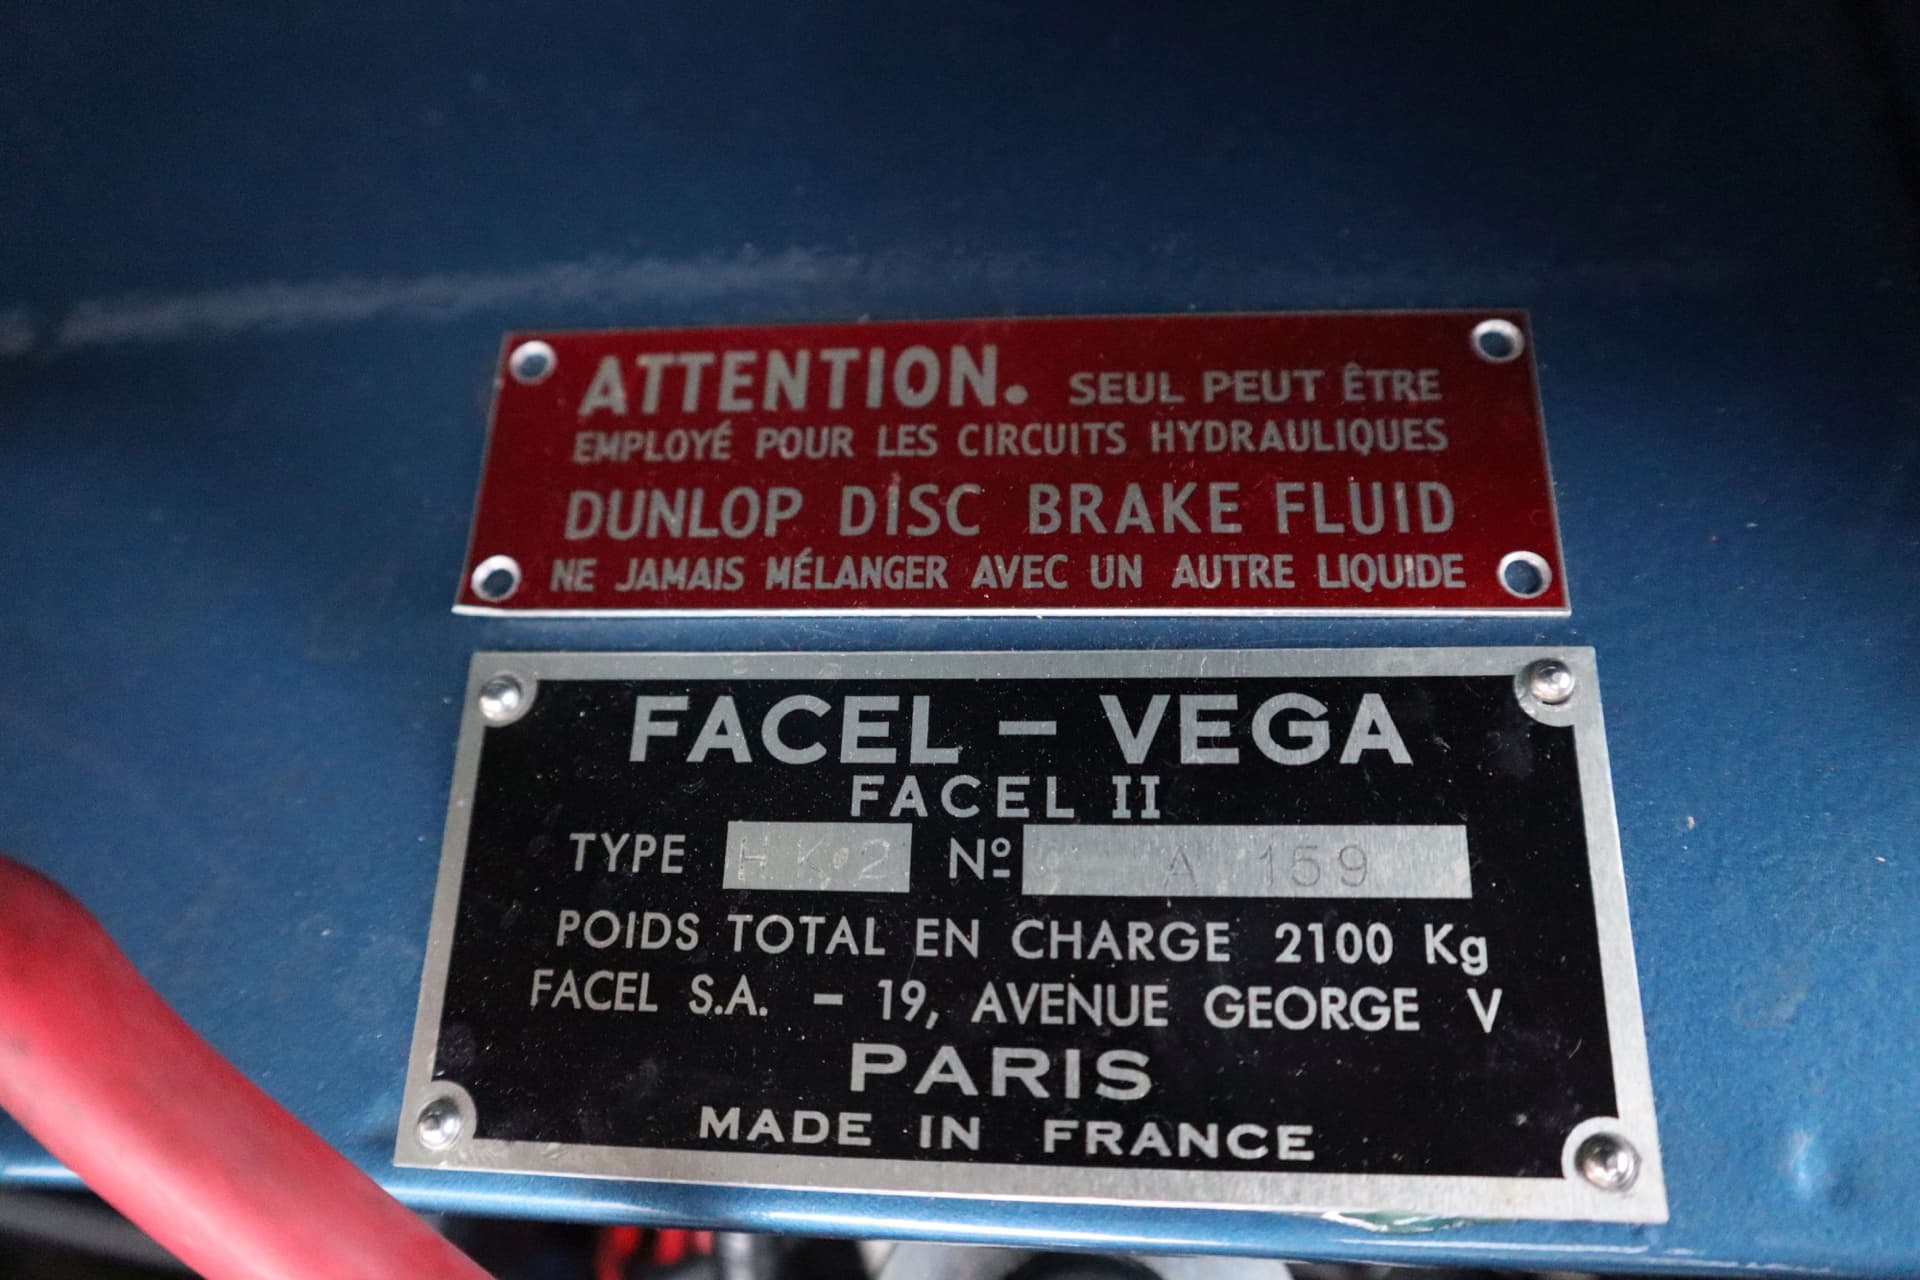 ATTENTION. SEUL PEUT ÊTRE
EMPLOYÉ POUR LES CIRCUITS HYDRAULIQUES
DUNLOP DISC BRAKE FLUID
NE JAMAIS MÉLANGER AVEC UN AUTRE LIQUIDE
FACEL - VEGA
FACEL II
TYPE HK2 Nº A 159
POIDS TOTAL EN CHARGE 2100 Kg
FACEL S.A. - 19, AVENUE GEORGE V
PARIS
MADE IN FRANCE